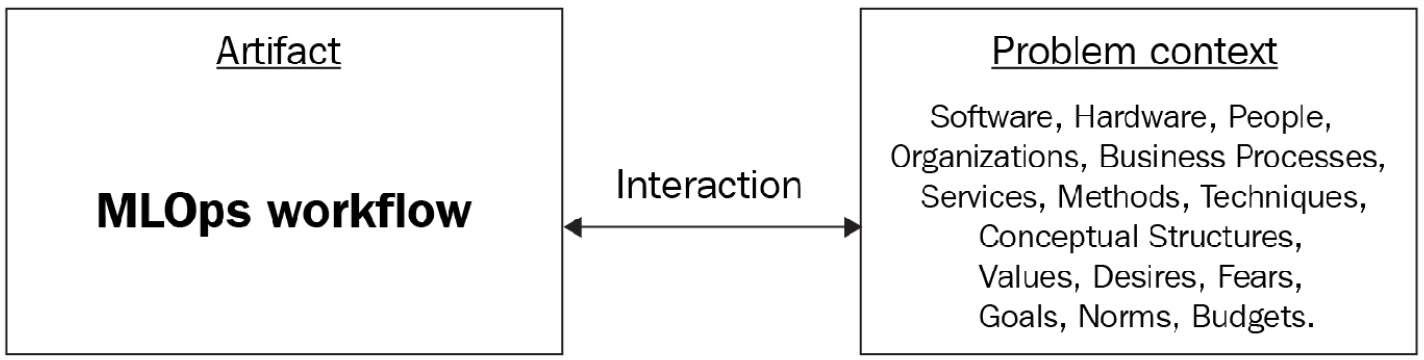 Artifact
MLOps workflow
Interaction
Problem context
Software, Hardware, People,
Organizations, Business Processes,
Services, Methods, Techniques,
Conceptual Structures,
Values, Desires, Fears,
Goals, Norms, Budgets.